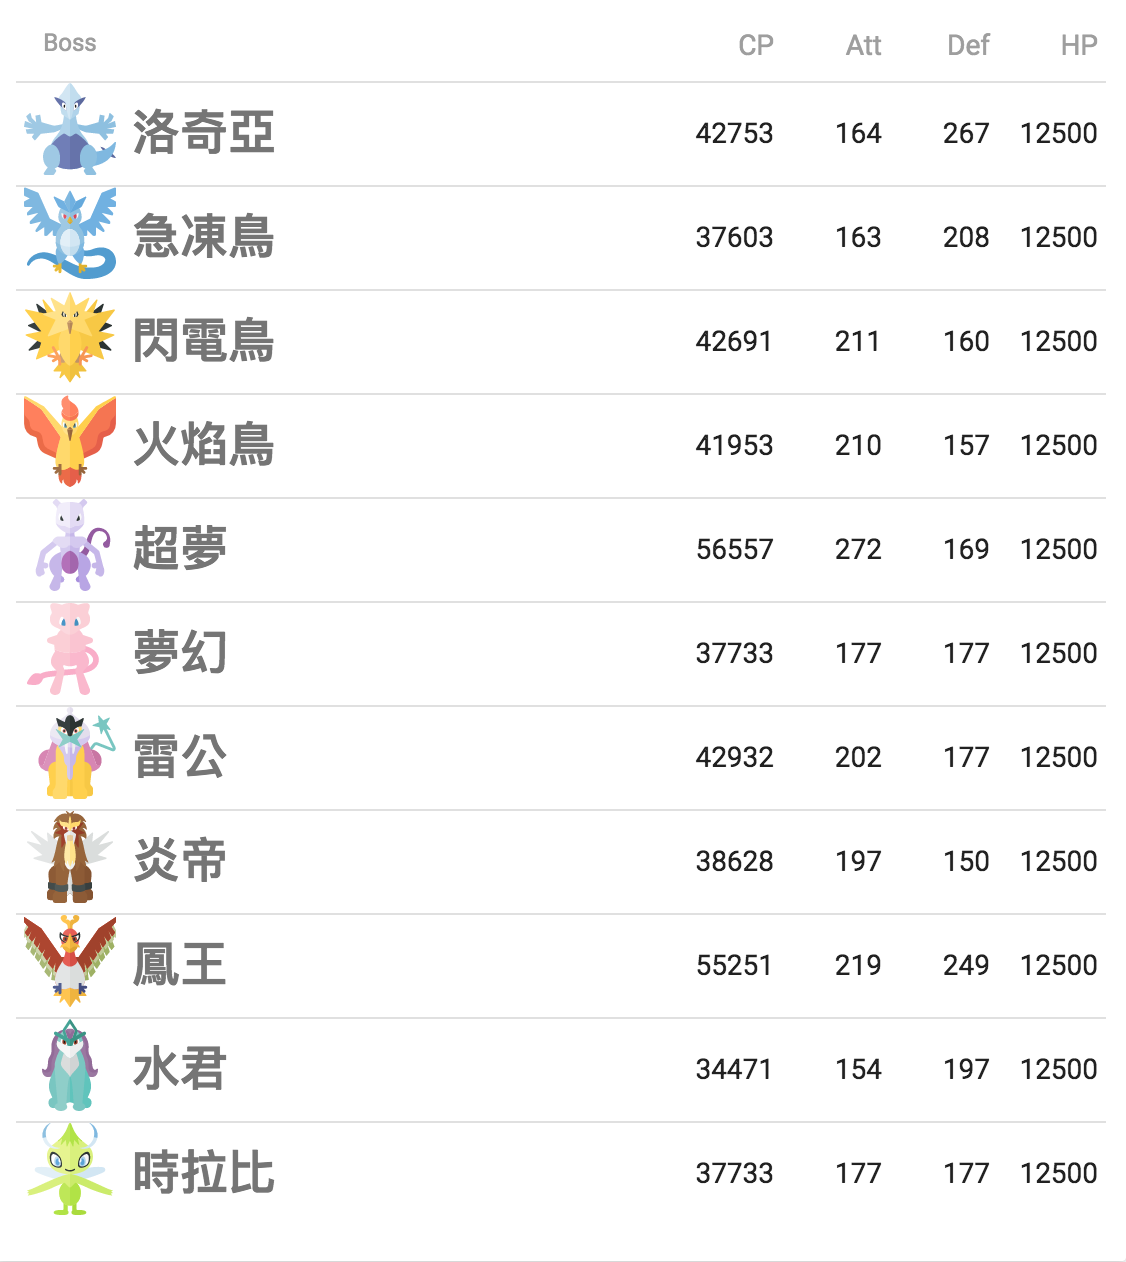 Boss CP Att Def HP
洛奇亞 42753 164 267 12500
急凍鳥 37603 163 208 12500
閃電鳥 42691 211 160 12500
火焰鳥 41953 210 157 12500
超夢 56557 272 169 12500
夢幻 37733 177 177 12500
雷公 42932 202 177 12500
炎帝 38628 197 150 12500
鳳王 55251 219 249 12500
水君 34471 154 197 12500
時拉比 37733 177 177 12500